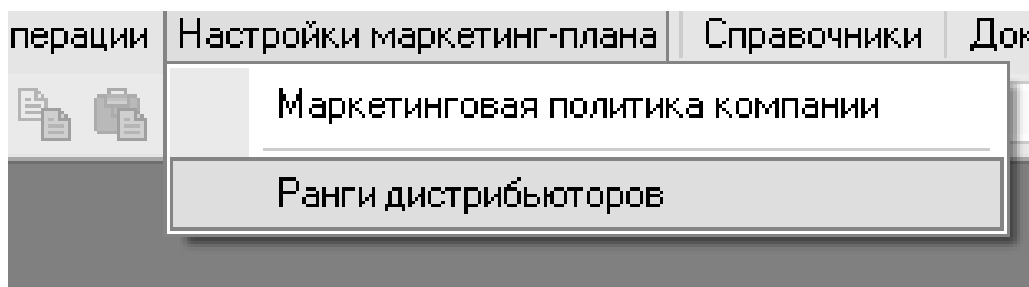 перации Настройки маркетинг-плана Справочники Док
Маркетинговая политика компании
Ранги дистрибьюторов